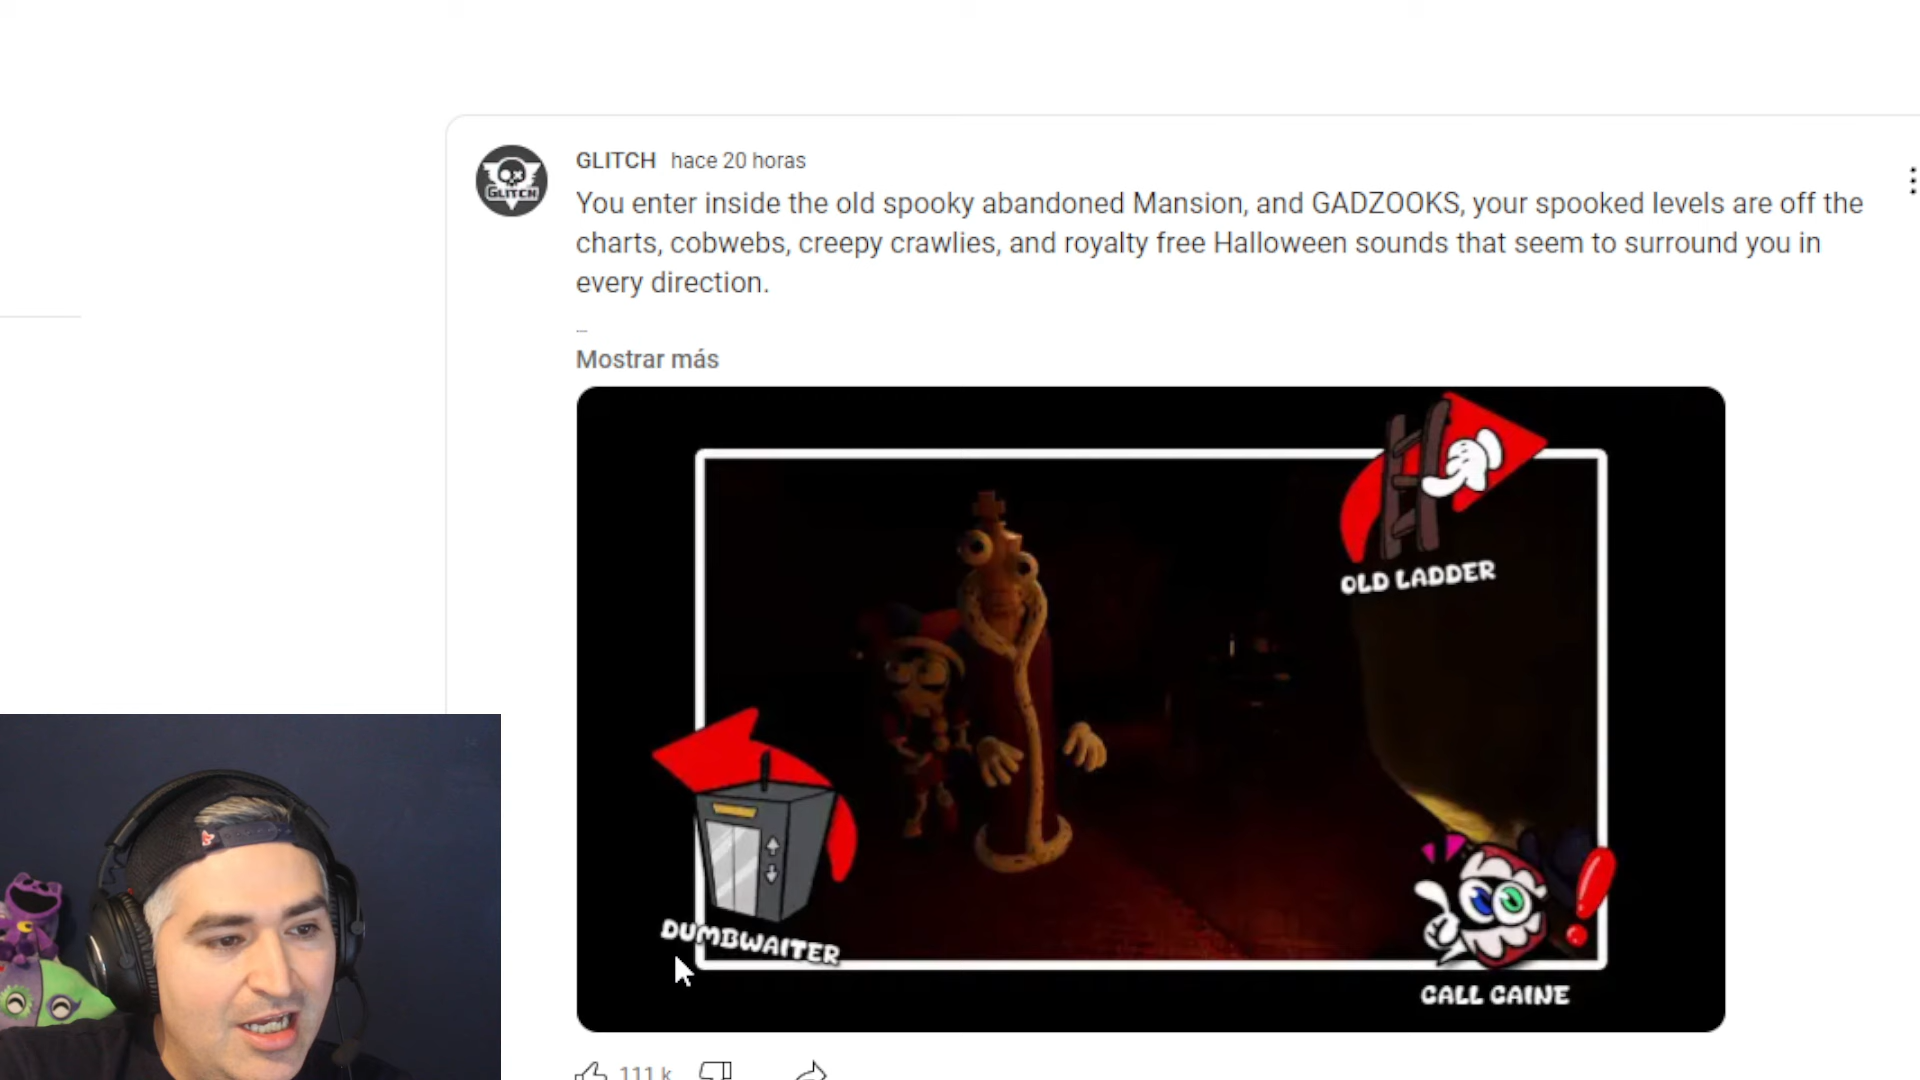 GLITCH hace 20 horas
You enter inside the old spooky abandoned Mansion, and GADZOOKS, your spooked levels are off the
charts, cobwebs, creepy crawlies, and royalty free Halloween sounds that seem to surround you in
every direction.
...
Mostrar más
GLITCH
OLD LADDER
DUMBWAITER
CALL CAINE
111 k